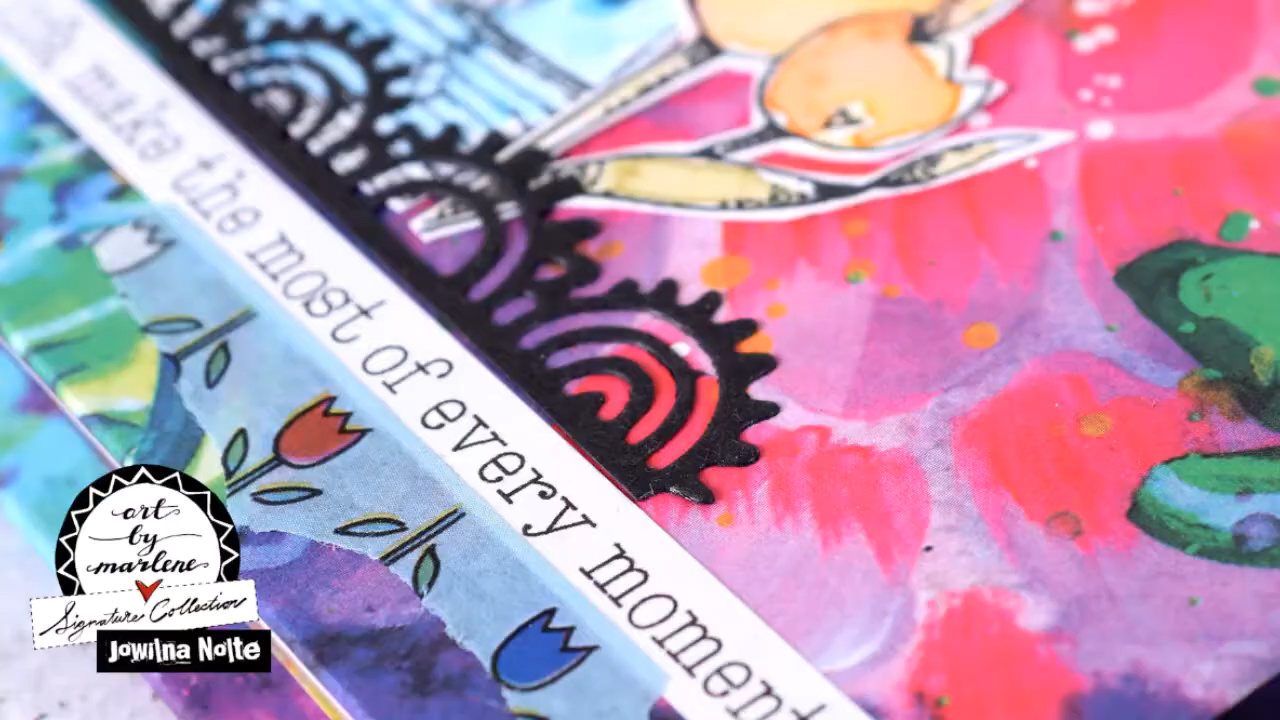 make the most of every moment
art
by
marlene
Signature Collection
Jowilna Nolte